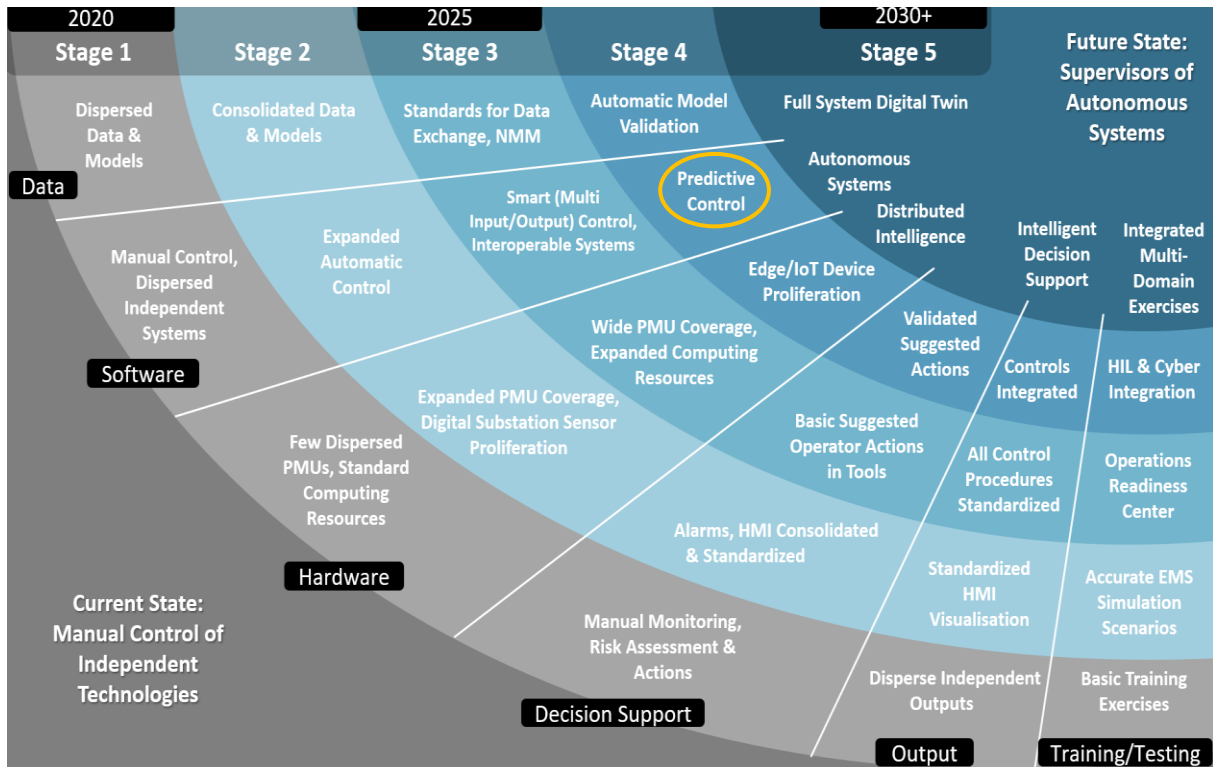 2020
2025
2030+
Stage 1
Stage 2
Stage 3
Stage 4
Stage 5
Future State:
Supervisors of
Autonomous
Systems
Dispersed
Data &
Models
Consolidated Data
& Models
Standards for Data
Exchange, NMM
Automatic Model
Validation
Full System Digital Twin
Data
Manual Control,
Dispersed
Independent
Systems
Expanded
Automatic
Control
Smart (Multi
Input/Output) Control,
Interoperable Systems
Predictive
Control
Autonomous
Systems
Software
Few Dispersed
PMUs, Standard
Computing
Resources
Expanded PMU Coverage,
Digital Substation Sensor
Proliferation
Wide PMU Coverage,
Expanded Computing
Resources
Edge/IoT Device
Proliferation
Distributed
Intelligence
Hardware
Manual Monitoring,
Risk Assessment &
Actions
Alarms, HMI Consolidated
& Standardized
Basic Suggested
Operator Actions
in Tools
Validated
Suggested
Actions
Intelligent
Decision
Support
Decision Support
Disperse Independent
Outputs
Standardized
HMI
Visualisation
All Control
Procedures
Standardized
Controls
Integrated
Output
Integrated
Multi-
Domain
Exercises
HIL & Cyber
Integration
Operations
Readiness
Center
Accurate EMS
Simulation
Scenarios
Basic Training
Exercises
Training/Testing
Current State:
Manual Control of
Independent
Technologies